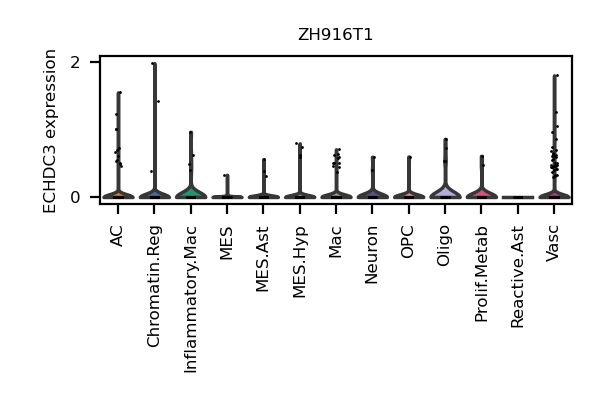 ZH916T1
ECHDC3 expression
2
0
AC
Chromatin.Reg
Inflammatory.Mac
MES
MES.Ast
MES.Hyp
Mac
Neuron
OPC
Oligo
Prolif.Metab
Reactive.Ast
Vasc